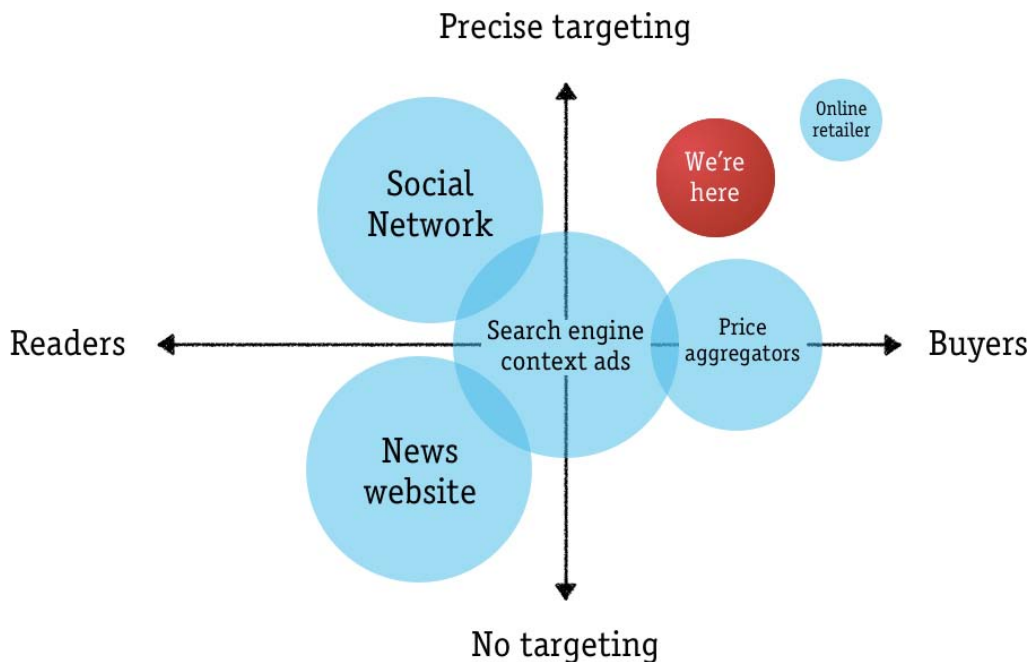 Precise targeting
Online
retailer
We're
here
Social
Network
Readers
Search engine
context ads
Price
aggregators
Buyers
News
website
No targeting